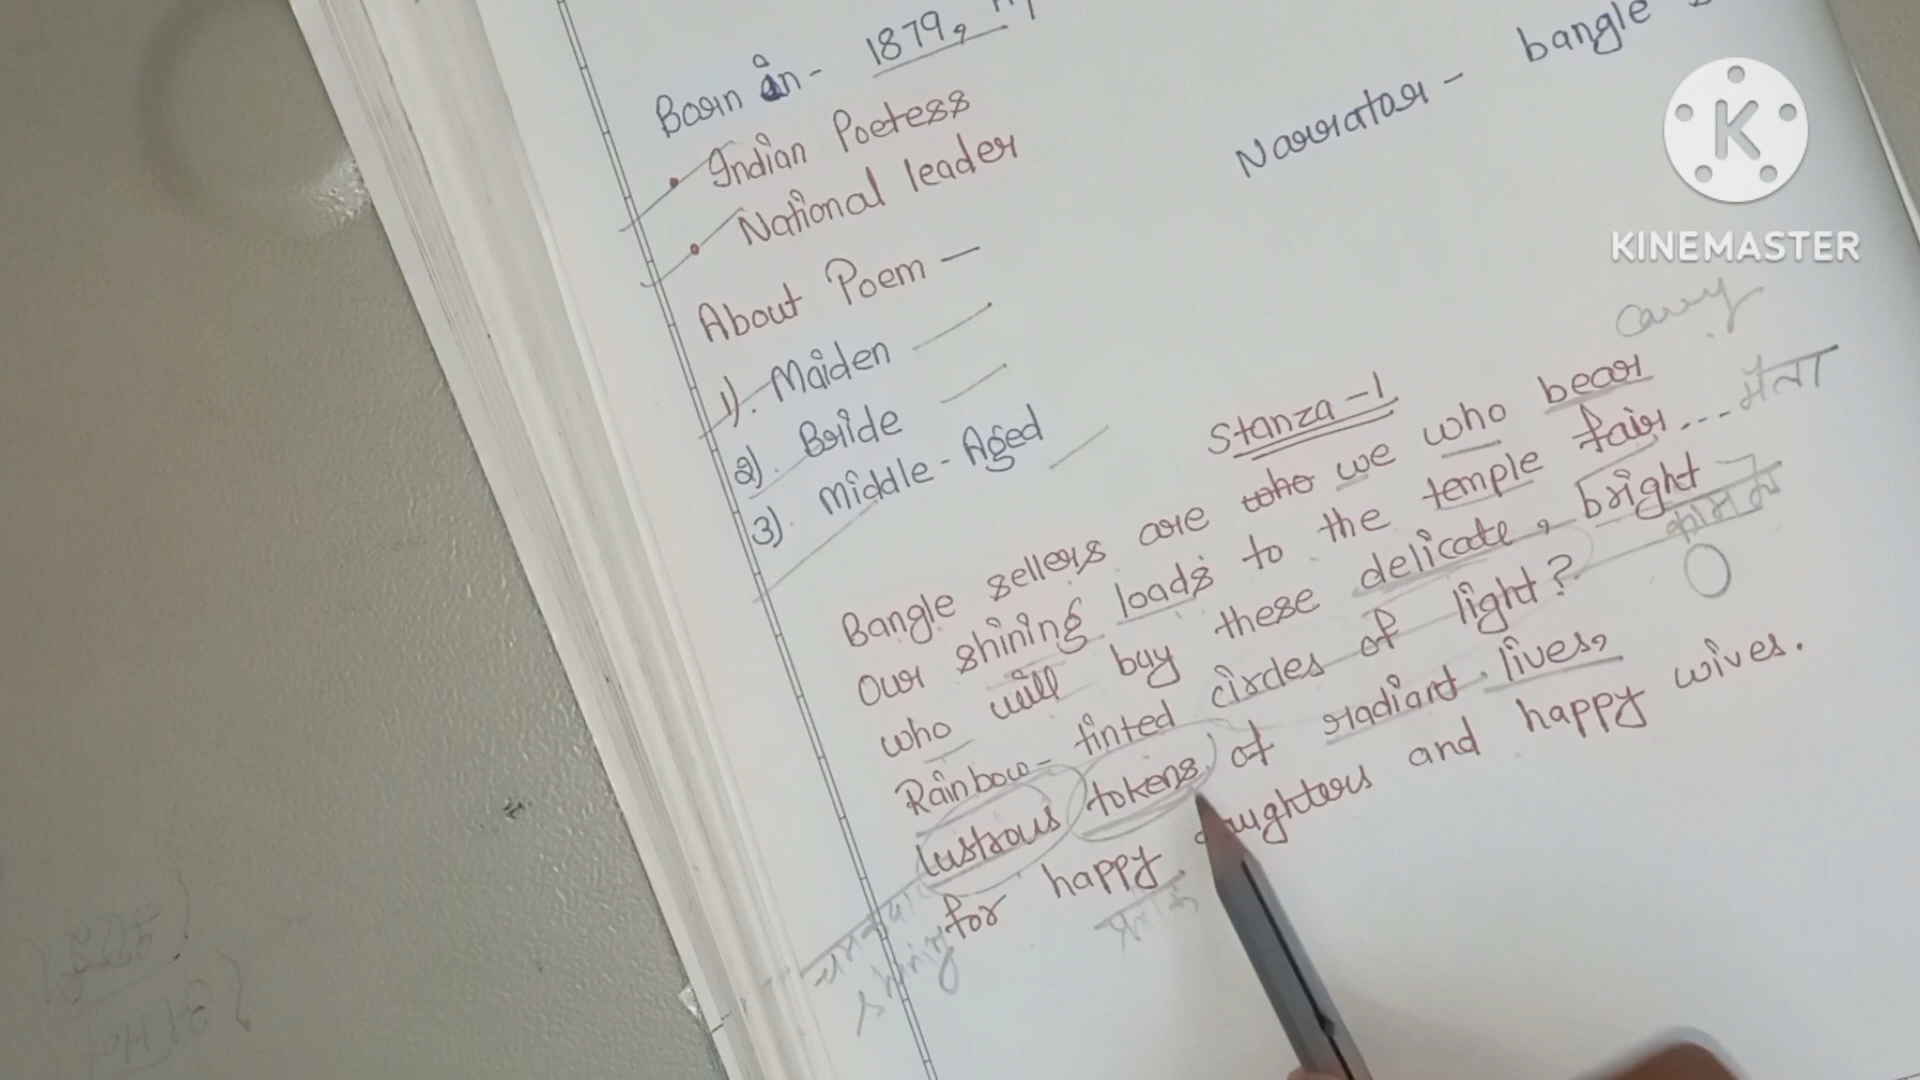 Born in - 1879,
• Indian Poetess
• National leader
Narrator - bangle
KINEMASTER
About Poem —
1). Maiden
2). Bride
3). Middle-Aged
carry
Stanza-1
Bangle sellers are who we who bear
our shining loads to the temple fair... मेला
who will buy these delicate, bright कोमल
Rainbow-tinted circles of light?
lustrous tokens of radiant lives,
for happy daughters and happy wives.
shining